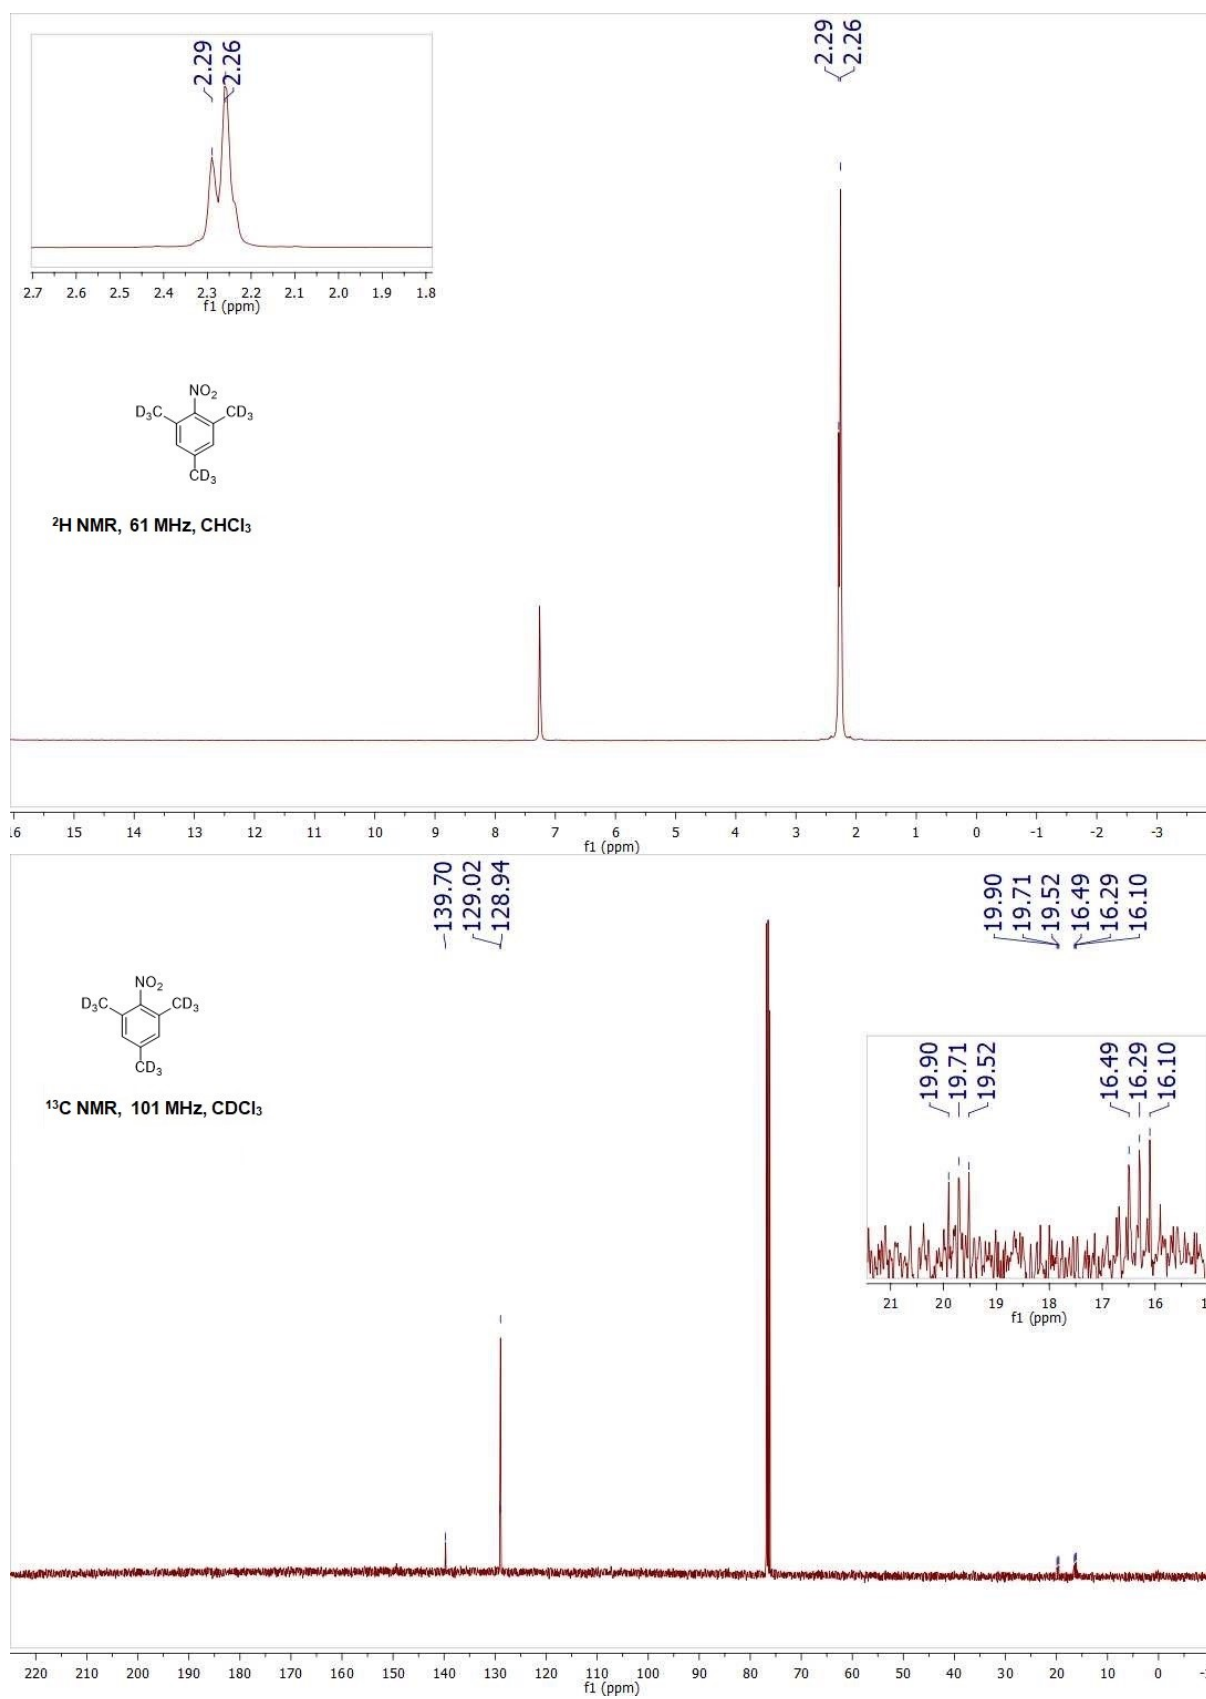 2.29
2.26
2.29
2.26
2.7 2.6 2.5 2.4 2.3 2.2 2.1 2.0 1.9 1.8
f1 (ppm)
NO₂
D₃C CD₃
CD₃
²H NMR, 61 MHz, CHCl₃
16 15 14 13 12 11 10 9 8 7 6 5 4 3 2 1 0 -1 -2 -3
f1 (ppm)
139.70
129.02
128.94
19.90
19.71
19.52
16.49
16.29
16.10
NO₂
D₃C CD₃
CD₃
¹³C NMR, 101 MHz, CDCl₃
19.90
19.71
19.52
16.49
16.29
16.10
21 20 19 18 17 16 15
f1 (ppm)
220 210 200 190 180 170 160 150 140 130 120 110 100 90 80 70 60 50 40 30 20 10 0
f1 (ppm)